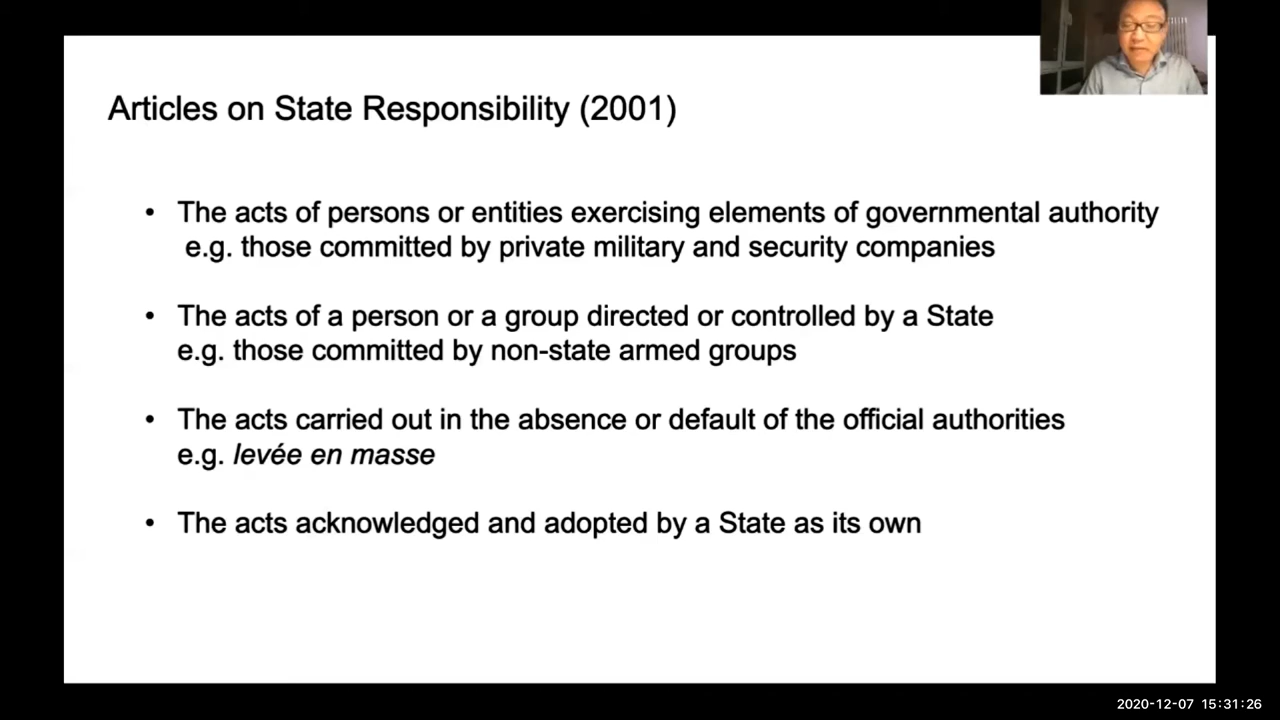 Articles on State Responsibility (2001)
• The acts of persons or entities exercising elements of governmental authority
e.g. those committed by private military and security companies
• The acts of a person or a group directed or controlled by a State
e.g. those committed by non-state armed groups
• The acts carried out in the absence or default of the official authorities
e.g. levée en masse
• The acts acknowledged and adopted by a State as its own
2020-12-07 15:31:26